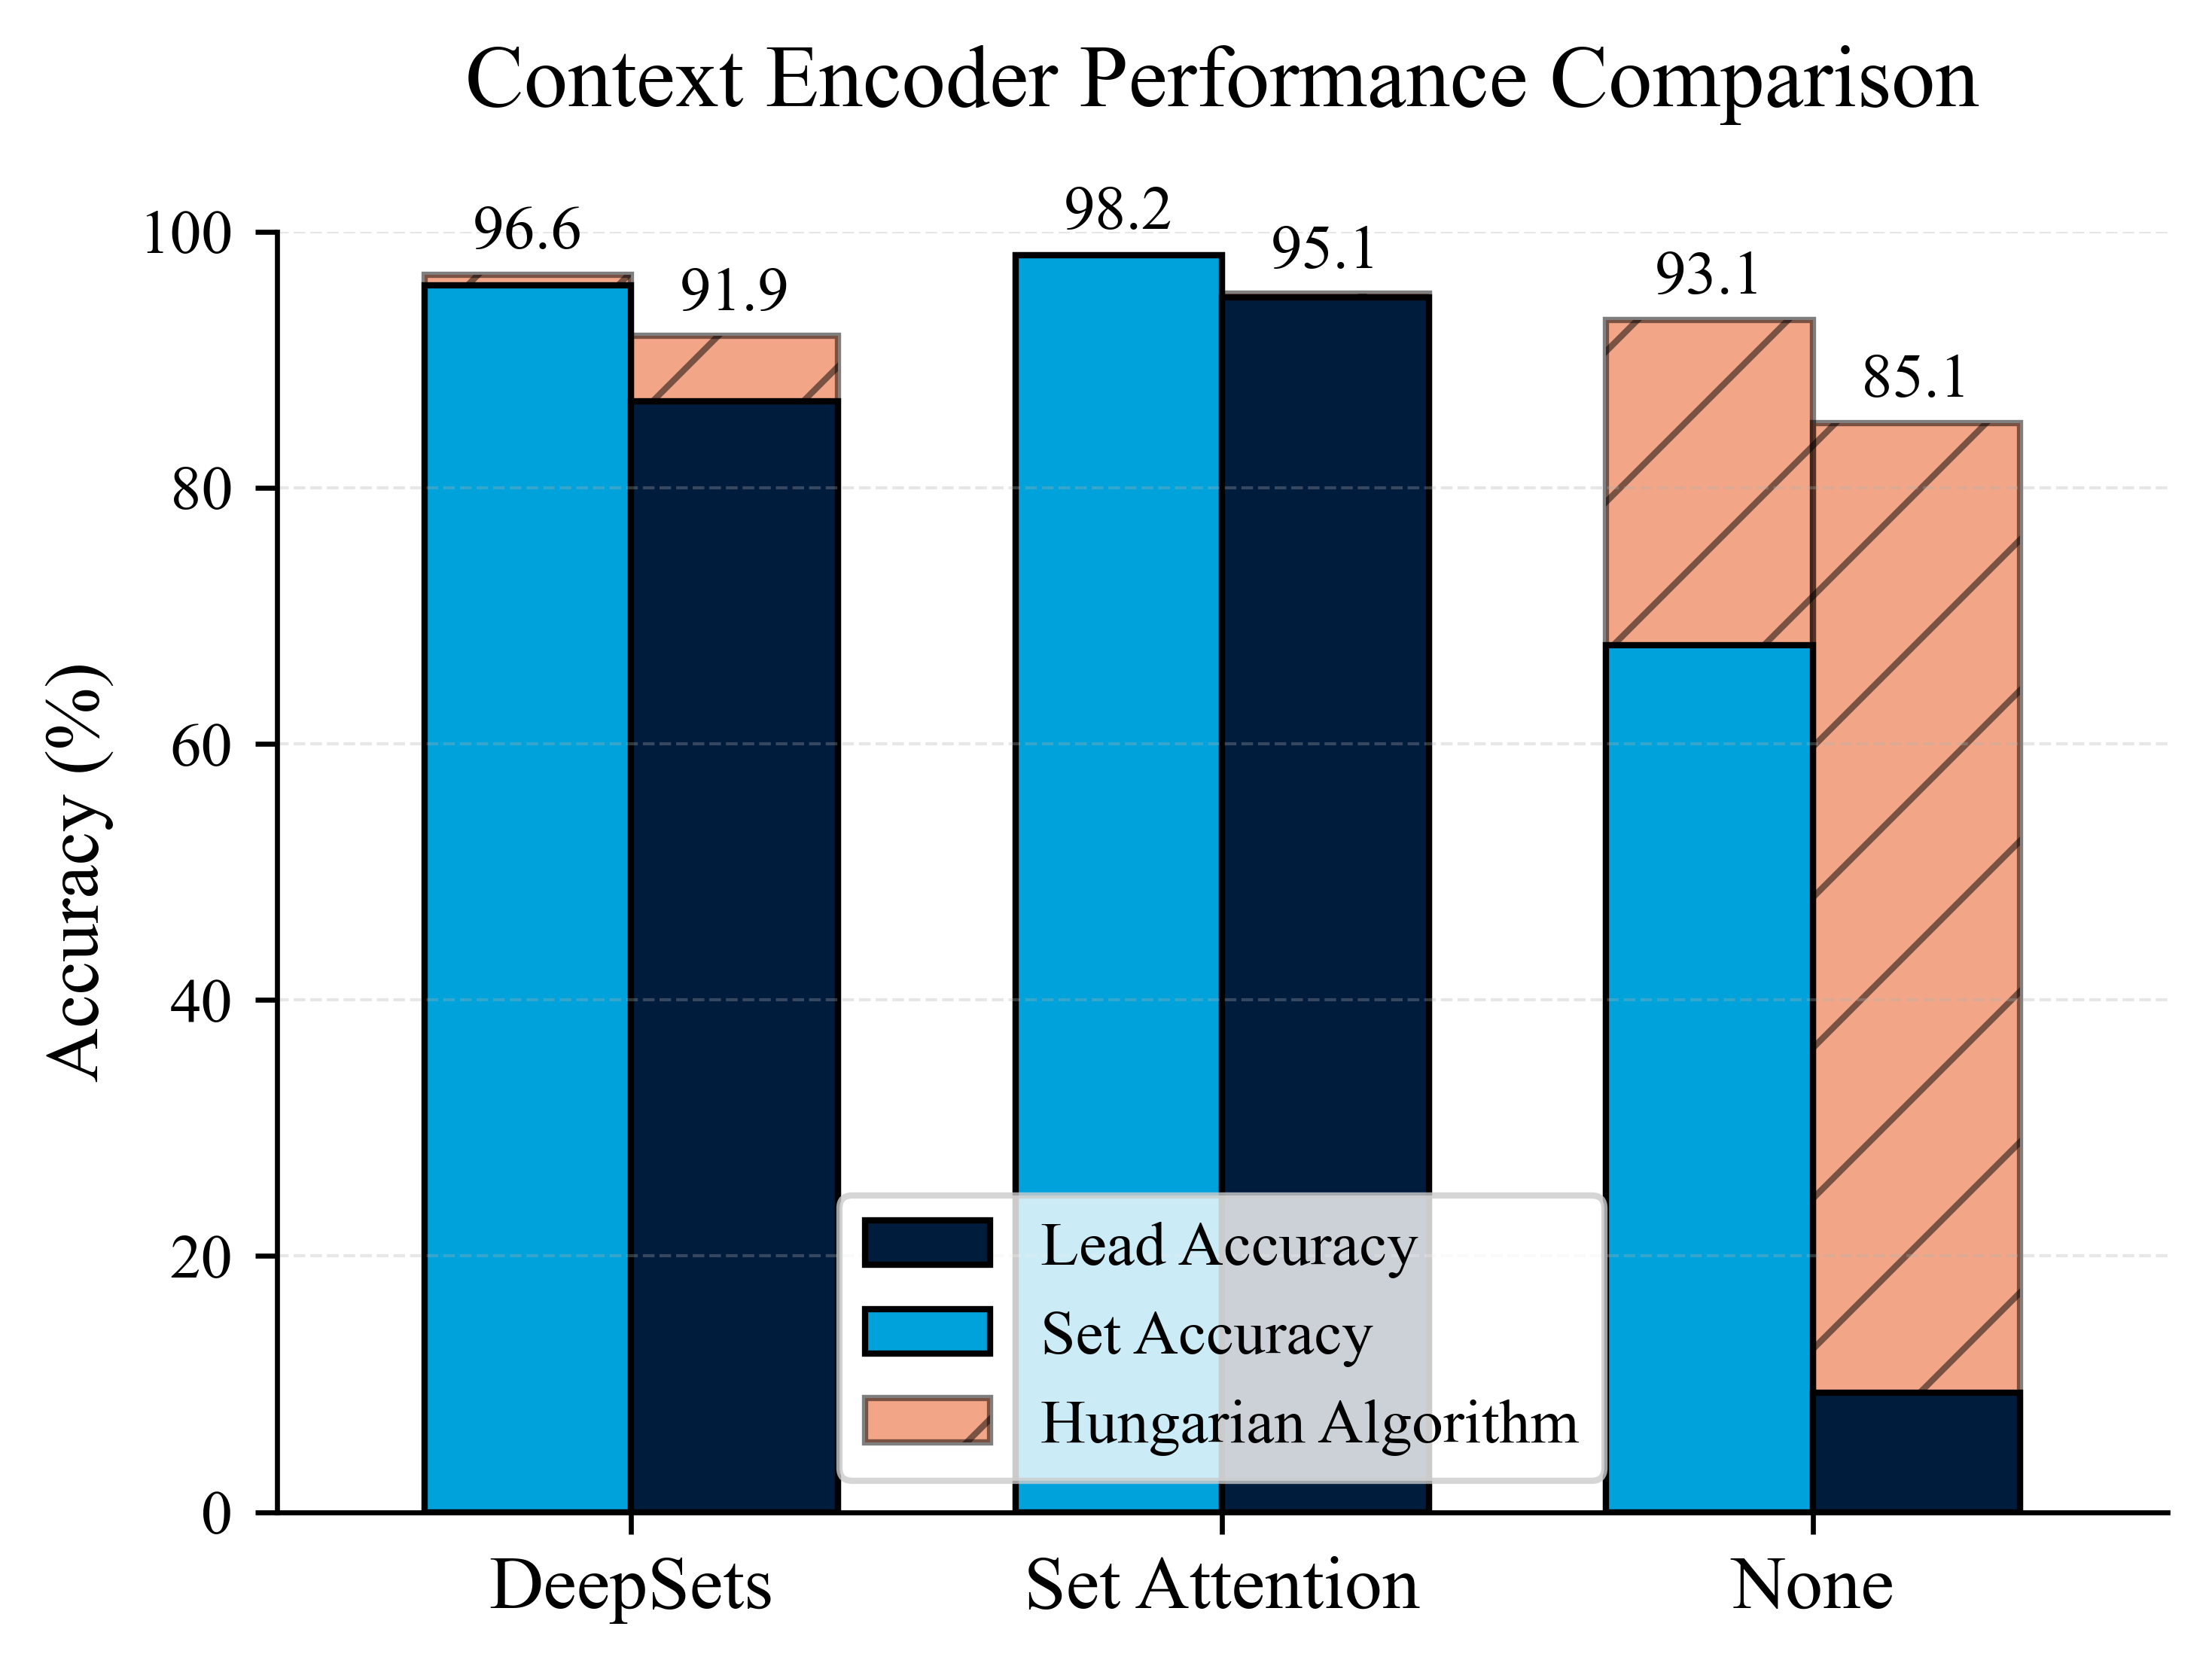 Context Encoder Performance Comparison
Accuracy (%)
100
80
60
40
20
0
96.6
91.9
98.2
95.1
93.1
85.1
Lead Accuracy
Set Accuracy
Hungarian Algorithm
DeepSets
Set Attention
None